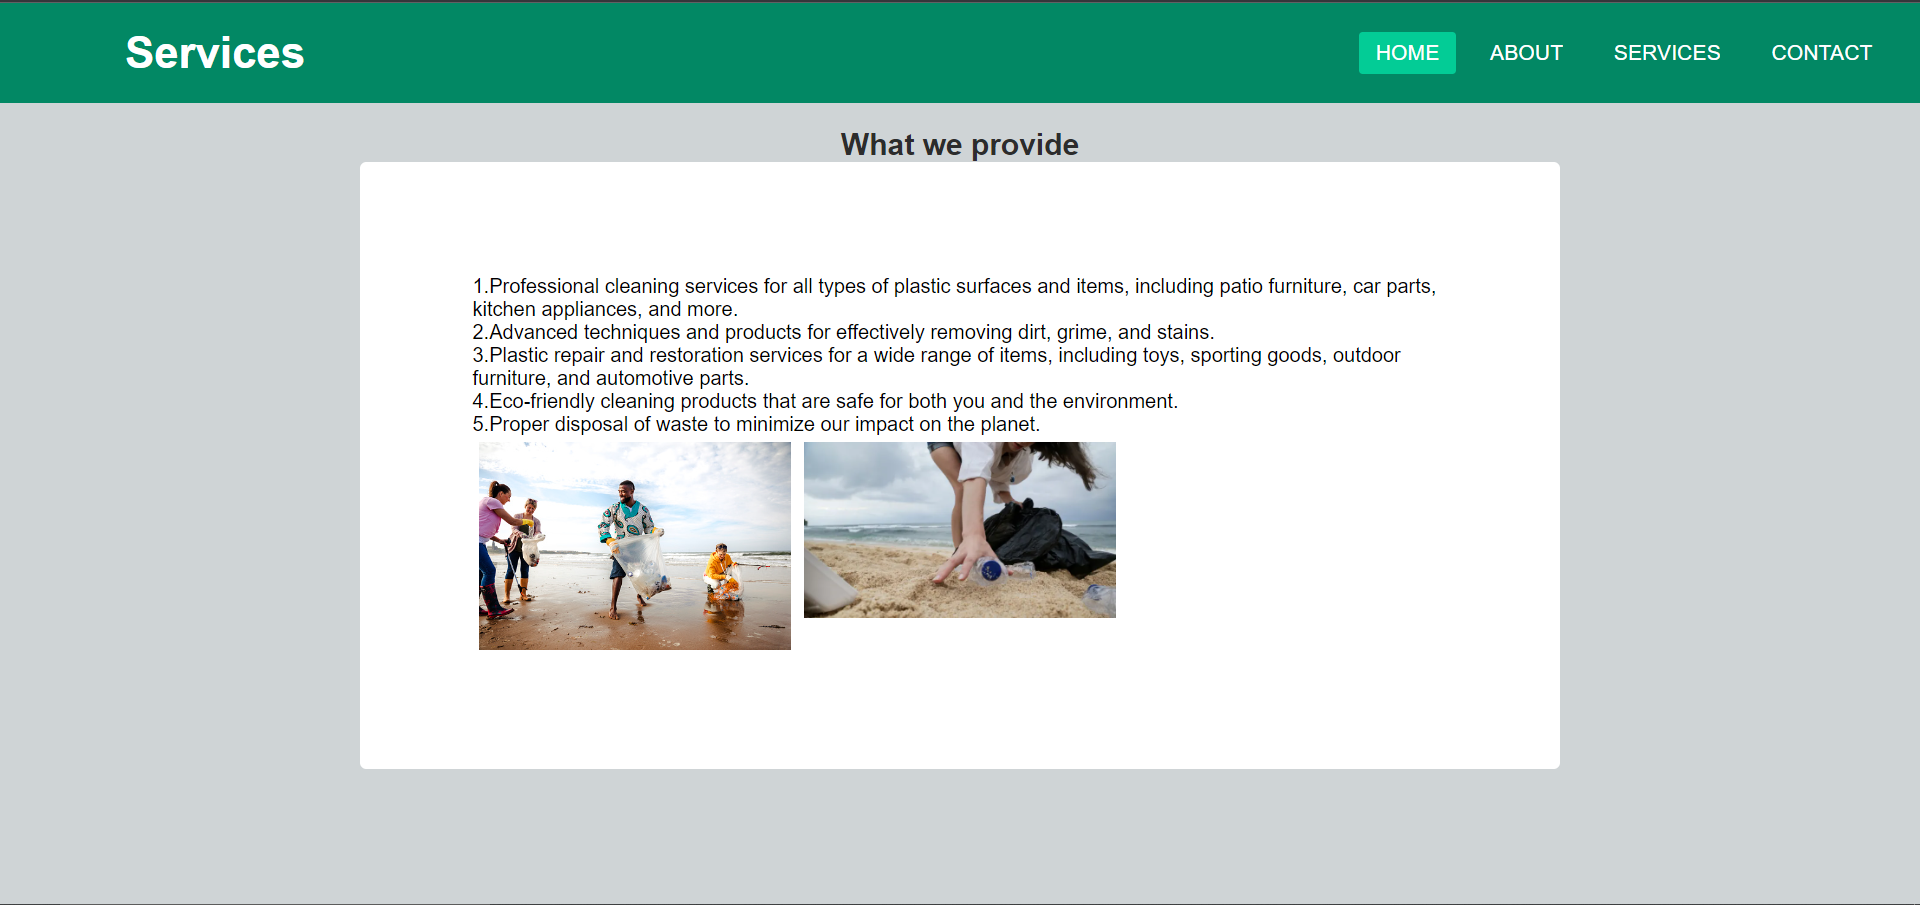 Services
HOME ABOUT SERVICES CONTACT
What we provide
1.Professional cleaning services for all types of plastic surfaces and items, including patio furniture, car parts,
kitchen appliances, and more.
2.Advanced techniques and products for effectively removing dirt, grime, and stains.
3.Plastic repair and restoration services for a wide range of items, including toys, sporting goods, outdoor
furniture, and automotive parts.
4.Eco-friendly cleaning products that are safe for both you and the environment.
5.Proper disposal of waste to minimize our impact on the planet.